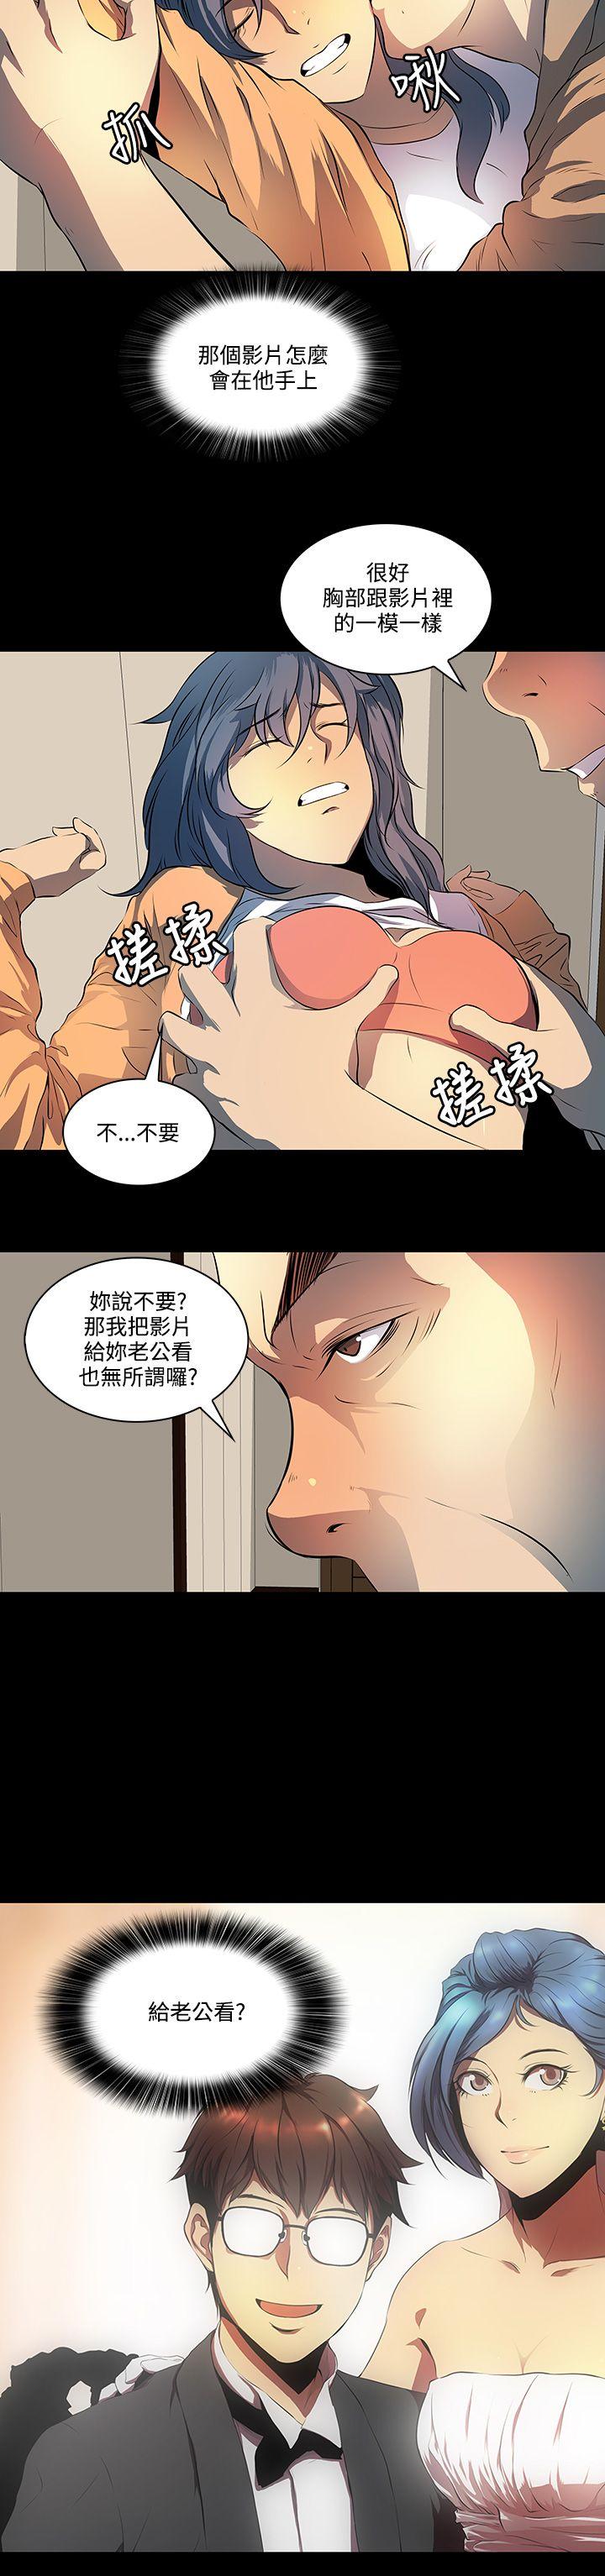 啾
抓
那個影片怎麼
會在他手上
很好
胸部跟影片裡
的一模一樣
搓揉
搓揉
不...不要
妳說不要?
那我把影片
給妳老公看
也無所謂囉?
給老公看?